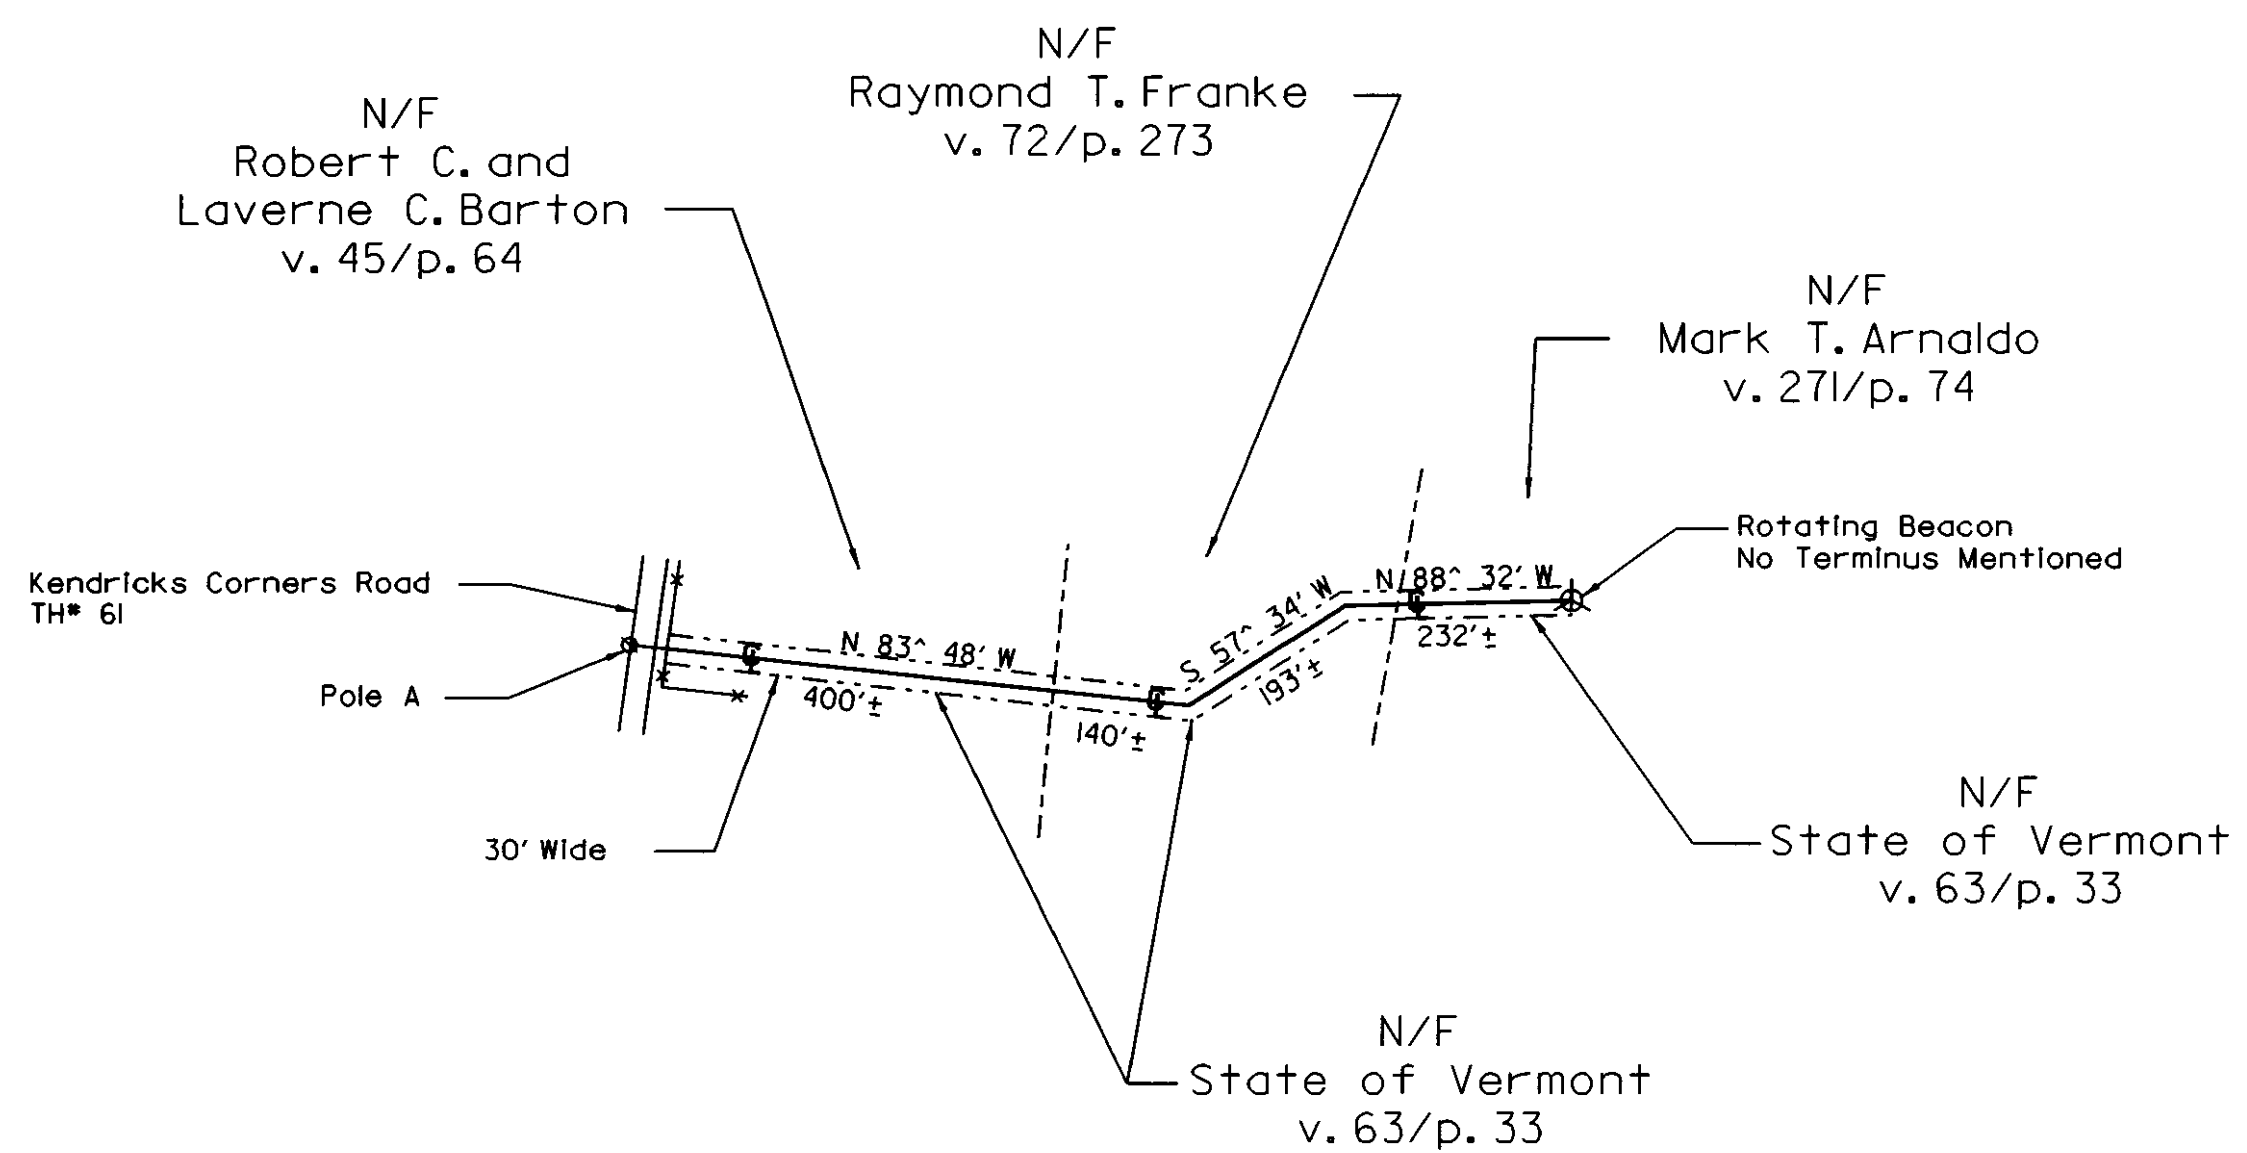 N/F
Raymond T. Franke
v. 72/p. 273
N/F
Robert C. and
Laverne C. Barton
v. 45/p. 64
N/F
Mark T. Arnaldo
v. 271/p. 74
Rotating Beacon
No Terminus Mentioned
Kendricks Corners Road
TH# 61
N 83^ 48' W
S 57^ 34' W
N 88^ 32' W
400'±
140'±
193'±
232'±
Pole A
30' Wide
N/F
State of Vermont
v. 63/p. 33
N/F
State of Vermont
v. 63/p. 33